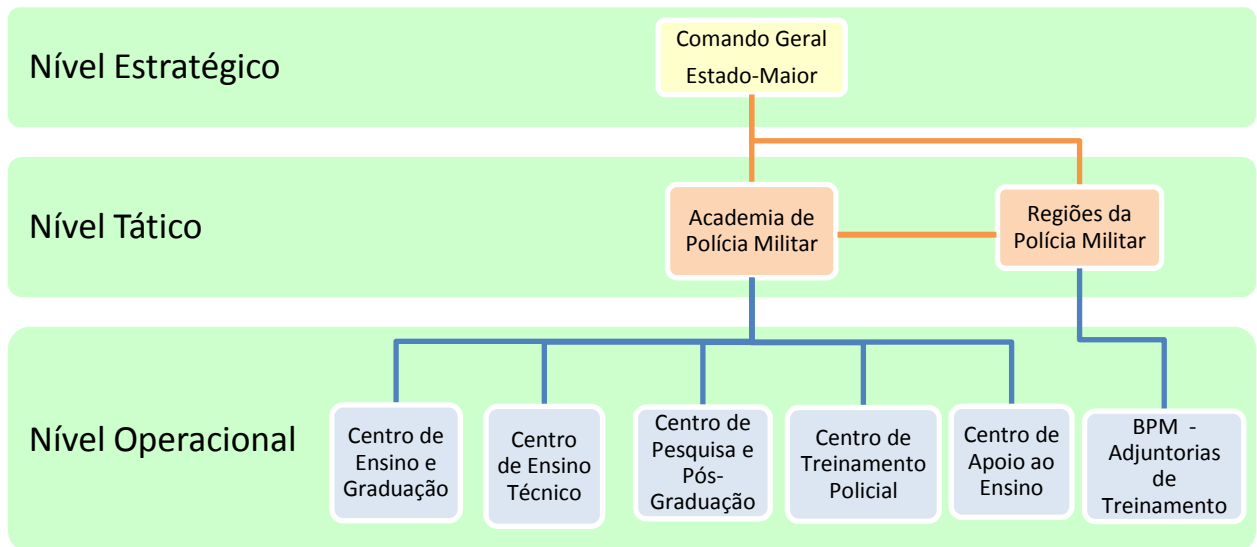 Nível Estratégico
Comando Geral
Estado-Maior
Nível Tático
Academia de
Polícia Militar
Regiões da
Polícia Militar
Nível Operacional
Centro de
Ensino e
Graduação
Centro
de Ensino
Técnico
Centro de
Pesquisa e
Pós-
Graduação
Centro de
Treinamento
Policial
Centro de
Apoio ao
Ensino
BPM -
Adjuntorias
de
Treinamento